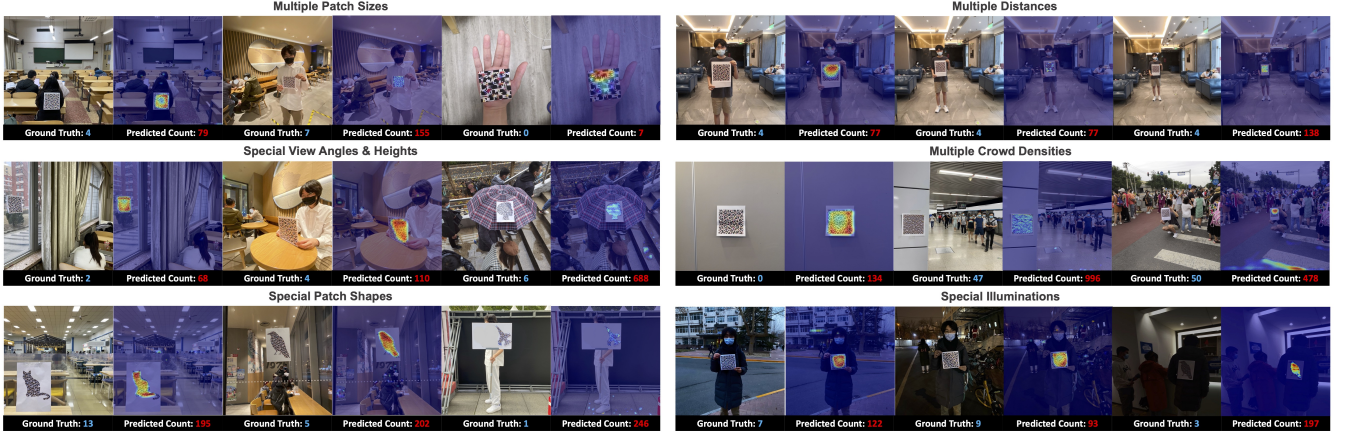 Multiple Patch Sizes
Ground Truth: 4 Predicted Count: 79 Ground Truth: 7 Predicted Count: 155 Ground Truth: 0 Predicted Count: 7
Special View Angles & Heights
Ground Truth: 2 Predicted Count: 68 Ground Truth: 4 Predicted Count: 110 Ground Truth: 6 Predicted Count: 688
Special Patch Shapes
Ground Truth: 13 Predicted Count: 195 Ground Truth: 5 Predicted Count: 202 Ground Truth: 1 Predicted Count: 246
Multiple Distances
Ground Truth: 4 Predicted Count: 77 Ground Truth: 4 Predicted Count: 77 Ground Truth: 4 Predicted Count: 138
Multiple Crowd Densities
Ground Truth: 0 Predicted Count: 134 Ground Truth: 47 Predicted Count: 996 Ground Truth: 50 Predicted Count: 478
Special Illuminations
Ground Truth: 7 Predicted Count: 122 Ground Truth: 9 Predicted Count: 93 Ground Truth: 3 Predicted Count: 197